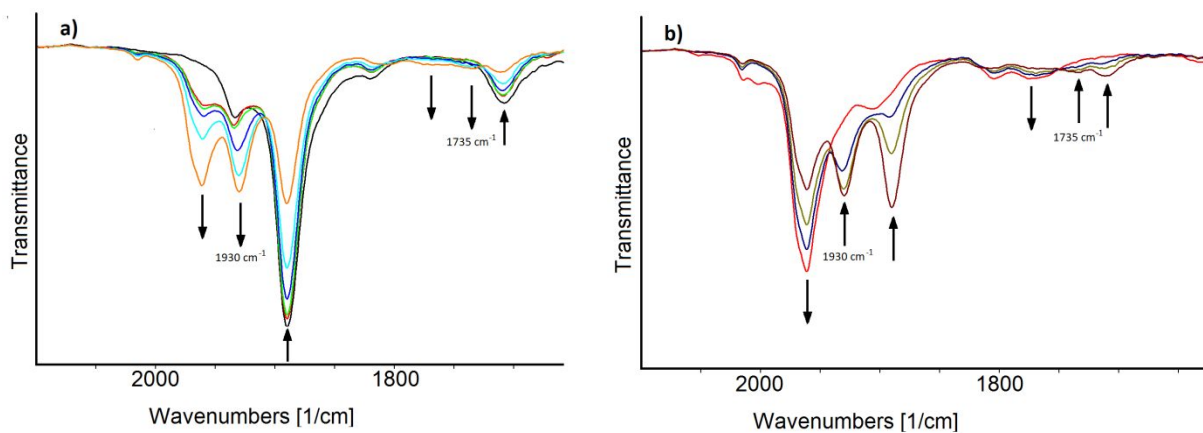 a)
Transmittance
1735 cm -1
1930 cm -1
2000 1800
Wavenumbers [1/cm]
b)
Transmittance
1735 cm -1
1930 cm -1
2000 1800
Wavenumbers [1/cm]